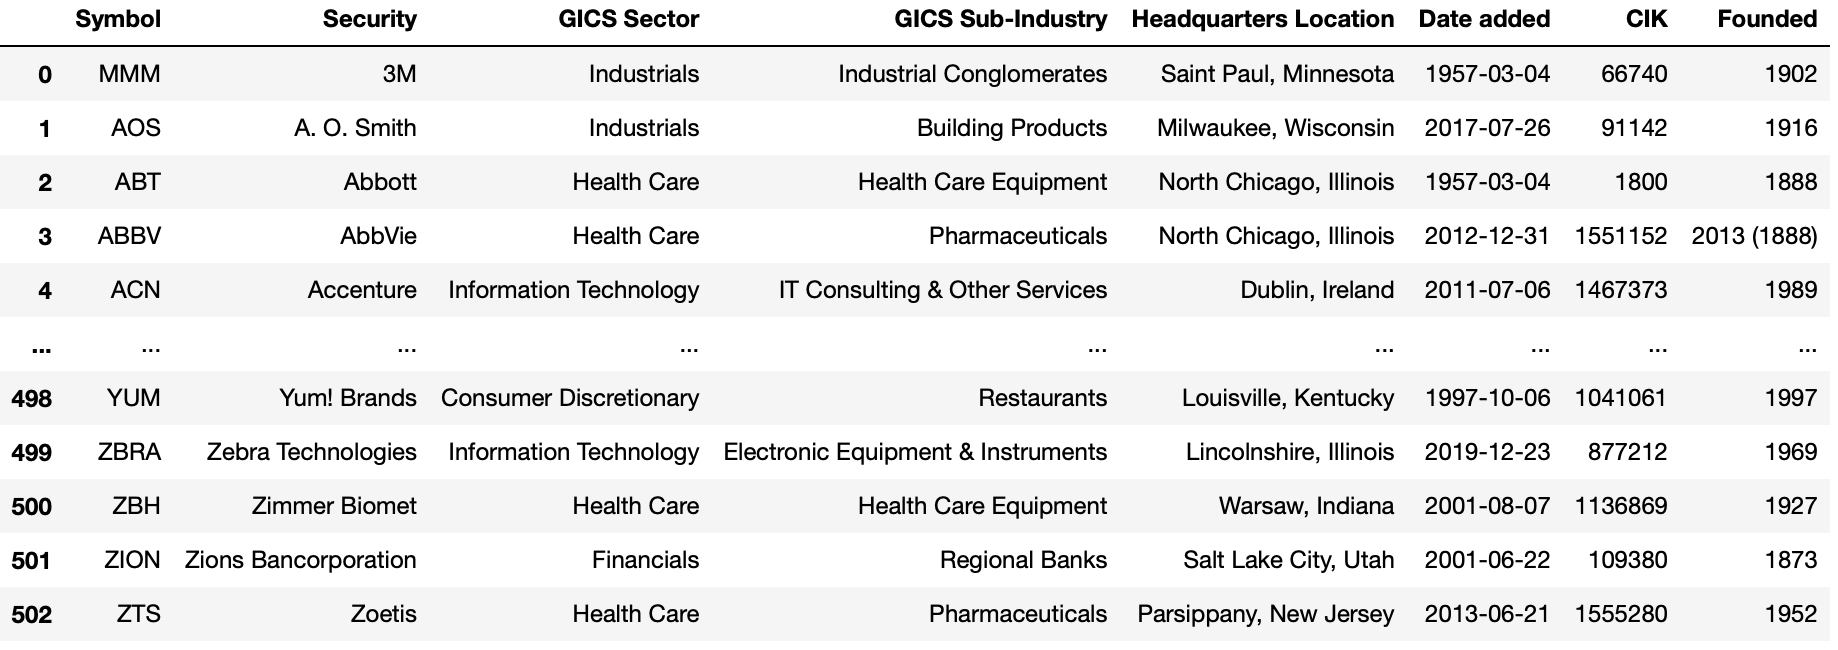 Symbol Security GICS Sector GICS Sub-Industry Headquarters Location Date added CIK Founded
0 MMM 3M Industrials Industrial Conglomerates Saint Paul, Minnesota 1957-03-04 66740 1902
1 AOS A. O. Smith Industrials Building Products Milwaukee, Wisconsin 2017-07-26 91142 1916
2 ABT Abbott Health Care Health Care Equipment North Chicago, Illinois 1957-03-04 1800 1888
3 ABBV AbbVie Health Care Pharmaceuticals North Chicago, Illinois 2012-12-31 1551152 2013 (1888)
4 ACN Accenture Information Technology IT Consulting & Other Services Dublin, Ireland 2011-07-06 1467373 1989
... ... ... ... ... ... ... ... ...
498 YUM Yum! Brands Consumer Discretionary Restaurants Louisville, Kentucky 1997-10-06 1041061 1997
499 ZBRA Zebra Technologies Information Technology Electronic Equipment & Instruments Lincolnshire, Illinois 2019-12-23 877212 1969
500 ZBH Zimmer Biomet Health Care Health Care Equipment Warsaw, Indiana 2001-08-07 1136869 1927
501 ZION Zions Bancorporation Financials Regional Banks Salt Lake City, Utah 2001-06-22 109380 1873
502 ZTS Zoetis Health Care Pharmaceuticals Parsippany, New Jersey 2013-06-21 1555280 1952